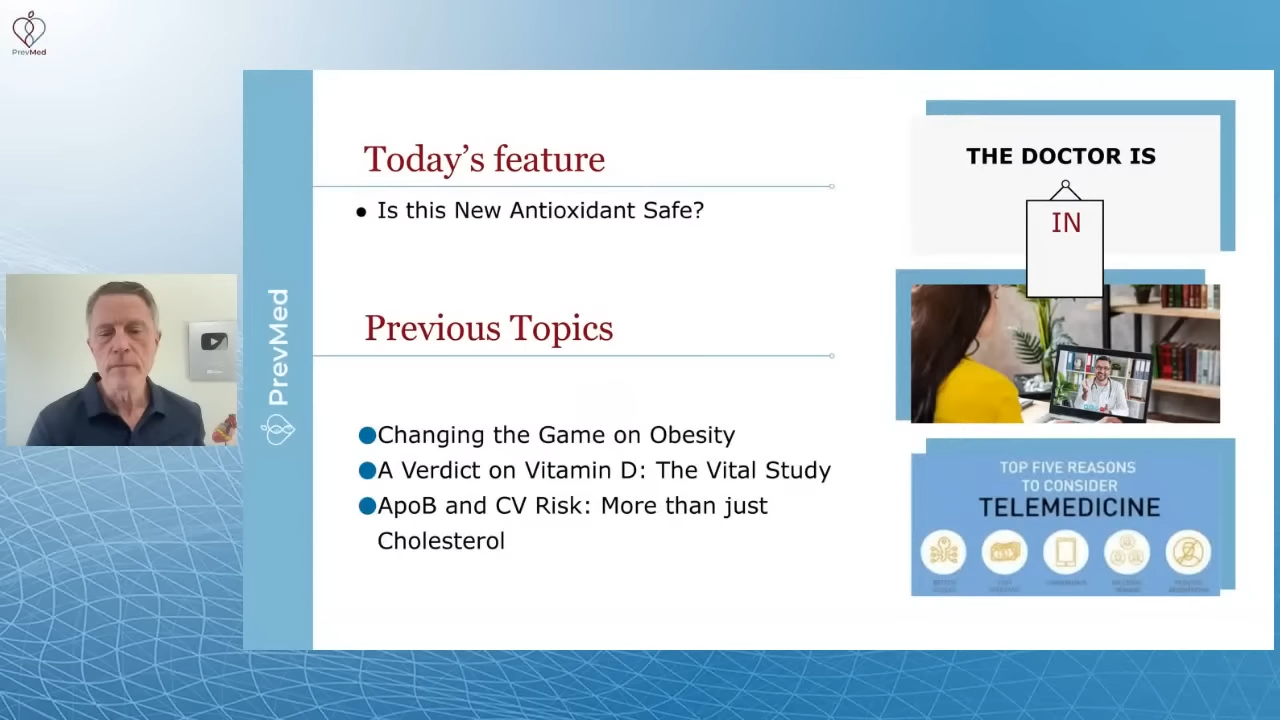 PrevMed
Today's feature
• Is this New Antioxidant Safe?
Previous Topics
●Changing the Game on Obesity
●A Verdict on Vitamin D: The Vital Study
●ApoB and CV Risk: More than just
Cholesterol
PrevMed
THE DOCTOR IS
IN
TOP FIVE REASONS
TO CONSIDER
TELEMEDICINE